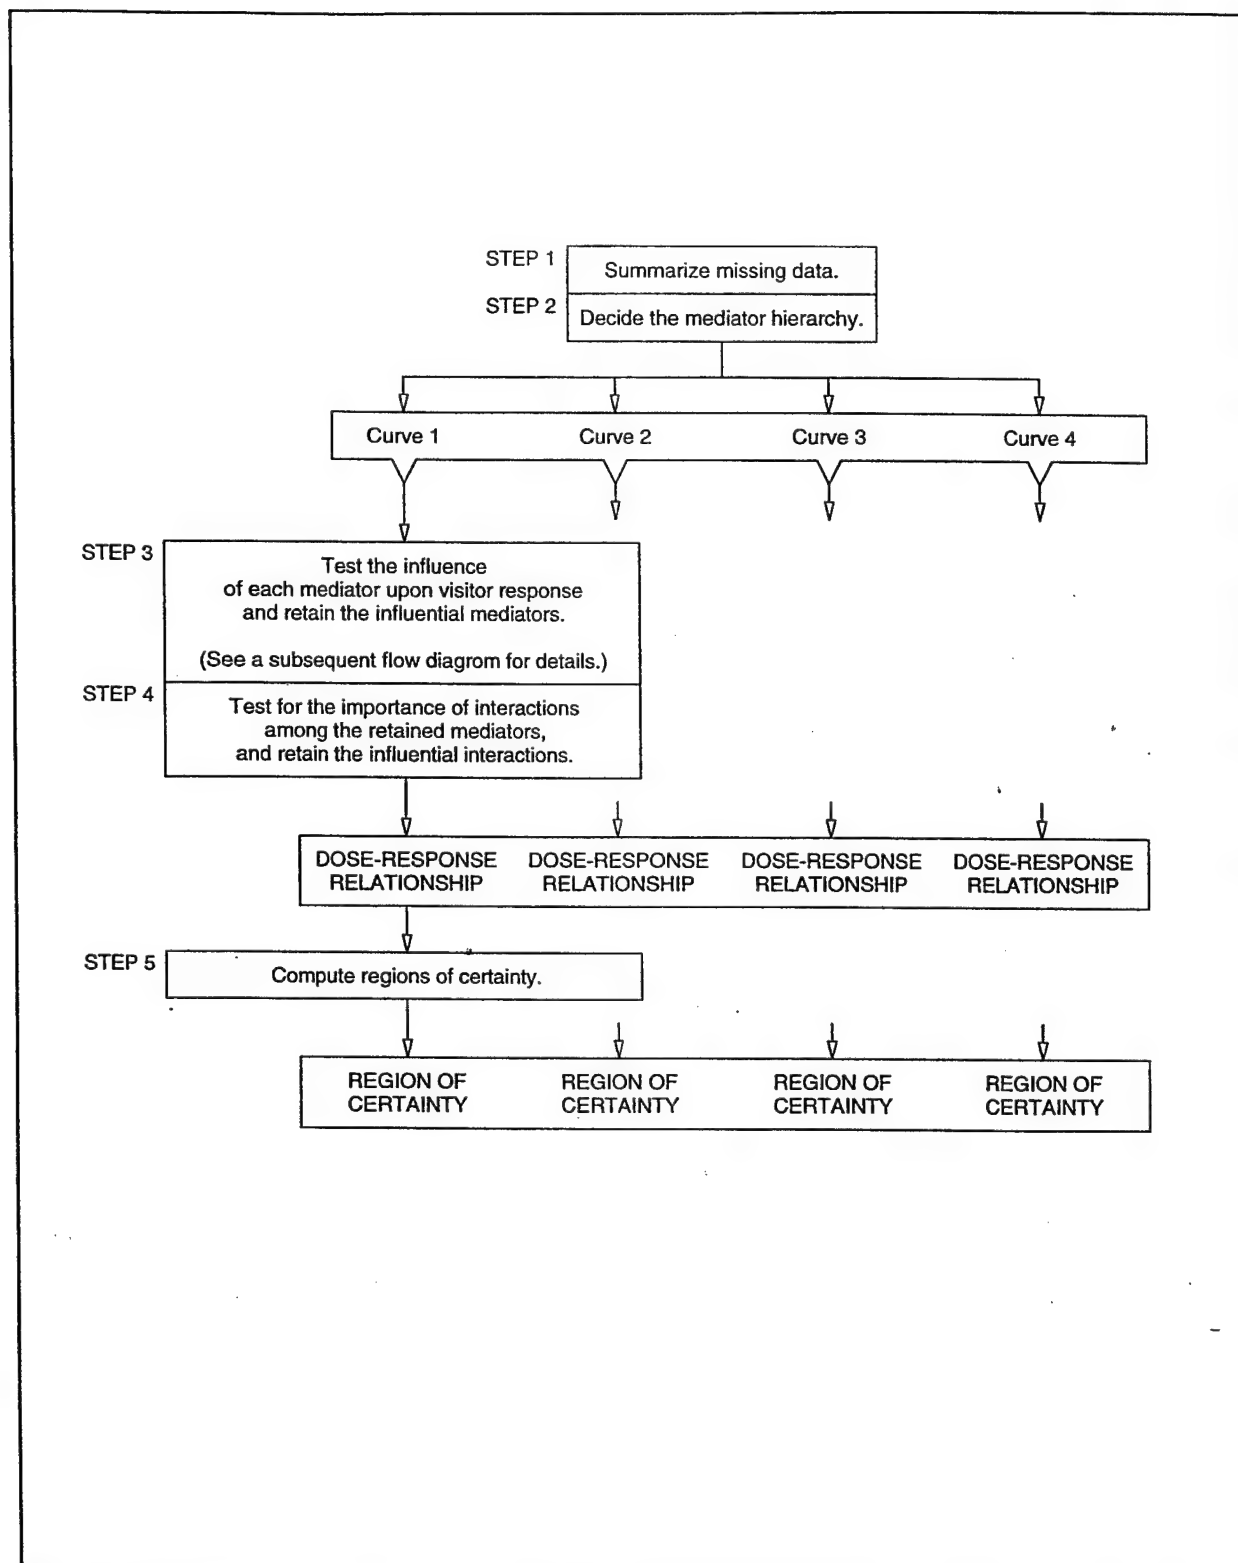 STEP 1
Summarize missing data.
STEP 2
Decide the mediator hierarchy.
Curve 1 Curve 2 Curve 3 Curve 4
STEP 3
Test the influence
of each mediator upon visitor response
and retain the influential mediators.
(See a subsequent flow diagrom for details.)
STEP 4
Test for the importance of interactions
among the retained mediators,
and retain the influential interactions.
DOSE-RESPONSE DOSE-RESPONSE DOSE-RESPONSE DOSE-RESPONSE
RELATIONSHIP RELATIONSHIP RELATIONSHIP RELATIONSHIP
STEP 5
Compute regions of certainty.
REGION OF REGION OF REGION OF REGION OF
CERTAINTY CERTAINTY CERTAINTY CERTAINTY